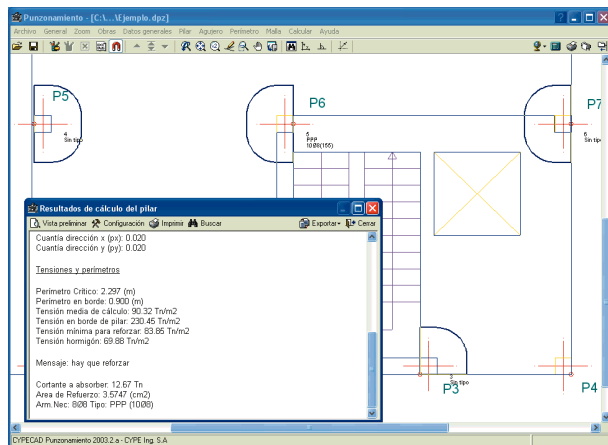 Punzonamiento - [C:\...\Ejemplo.dpz]
Archivo General Zoom Obras Datos generales Pilar Agujero Perímetro Malla Calcular Ayuda
P5
4
Sin tipo
P6
5
PPP
10Ø8(155)
P7
6
Sin tipo
Resultados de cálculo del pilar
Vista preliminar Configuración Imprimir Buscar Exportar Cerrar
Cuantía dirección x (px): 0.020
Cuantía dirección y (py): 0.020
Tensiones y perímetros
Perímetro Crítico: 2.297 (m)
Perímetro en borde: 0.900 (m)
Tensión media de cálculo: 90.32 Tn/m2
Tensión en borde de pilar: 230.45 Tn/m2
Tensión mínima para reforzar: 83.85 Tn/m2
Tensión hormigón: 69.88 Tn/m2
Mensaje: hay que reforzar
Cortante a absorber: 12.67 Tn
Area de Refuerzo: 3.5747 (cm2)
Arm.Nec: 8Ø8 Tipo: PPP (10Ø8)
3
Sin tipo
P3
P4
CYPECAD Punzonamiento 2003.2.a - CYPE Ing. S.A